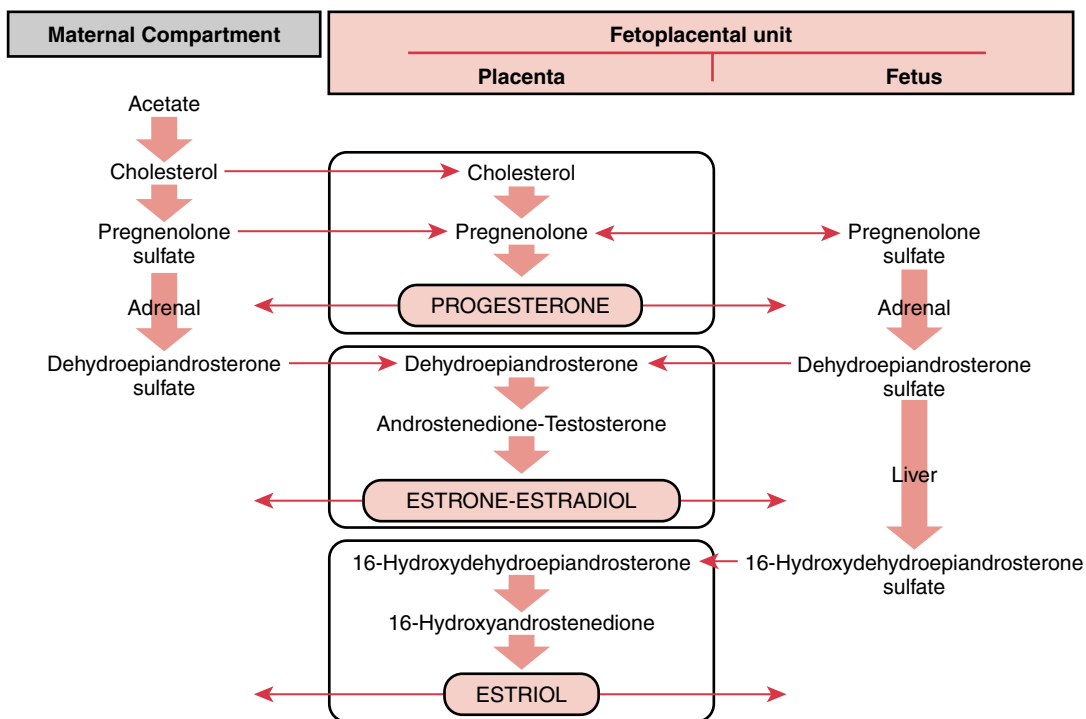 Maternal Compartment
Fetoplacental unit
Placenta
Fetus
Acetate
Cholesterol
Cholesterol
Pregnenolone
sulfate
Pregnenolone
Pregnenolone
sulfate
Adrenal
PROGESTERONE
Adrenal
Dehydroepiandrosterone
sulfate
Dehydroepiandrosterone
Dehydroepiandrosterone
sulfate
Androstenedione-Testosterone
Liver
ESTRONE-ESTRADIOL
16-Hydroxydehydroepiandrosterone
16-Hydroxydehydroepiandrosterone
sulfate
16-Hydroxyandrostenedione
ESTRIOL